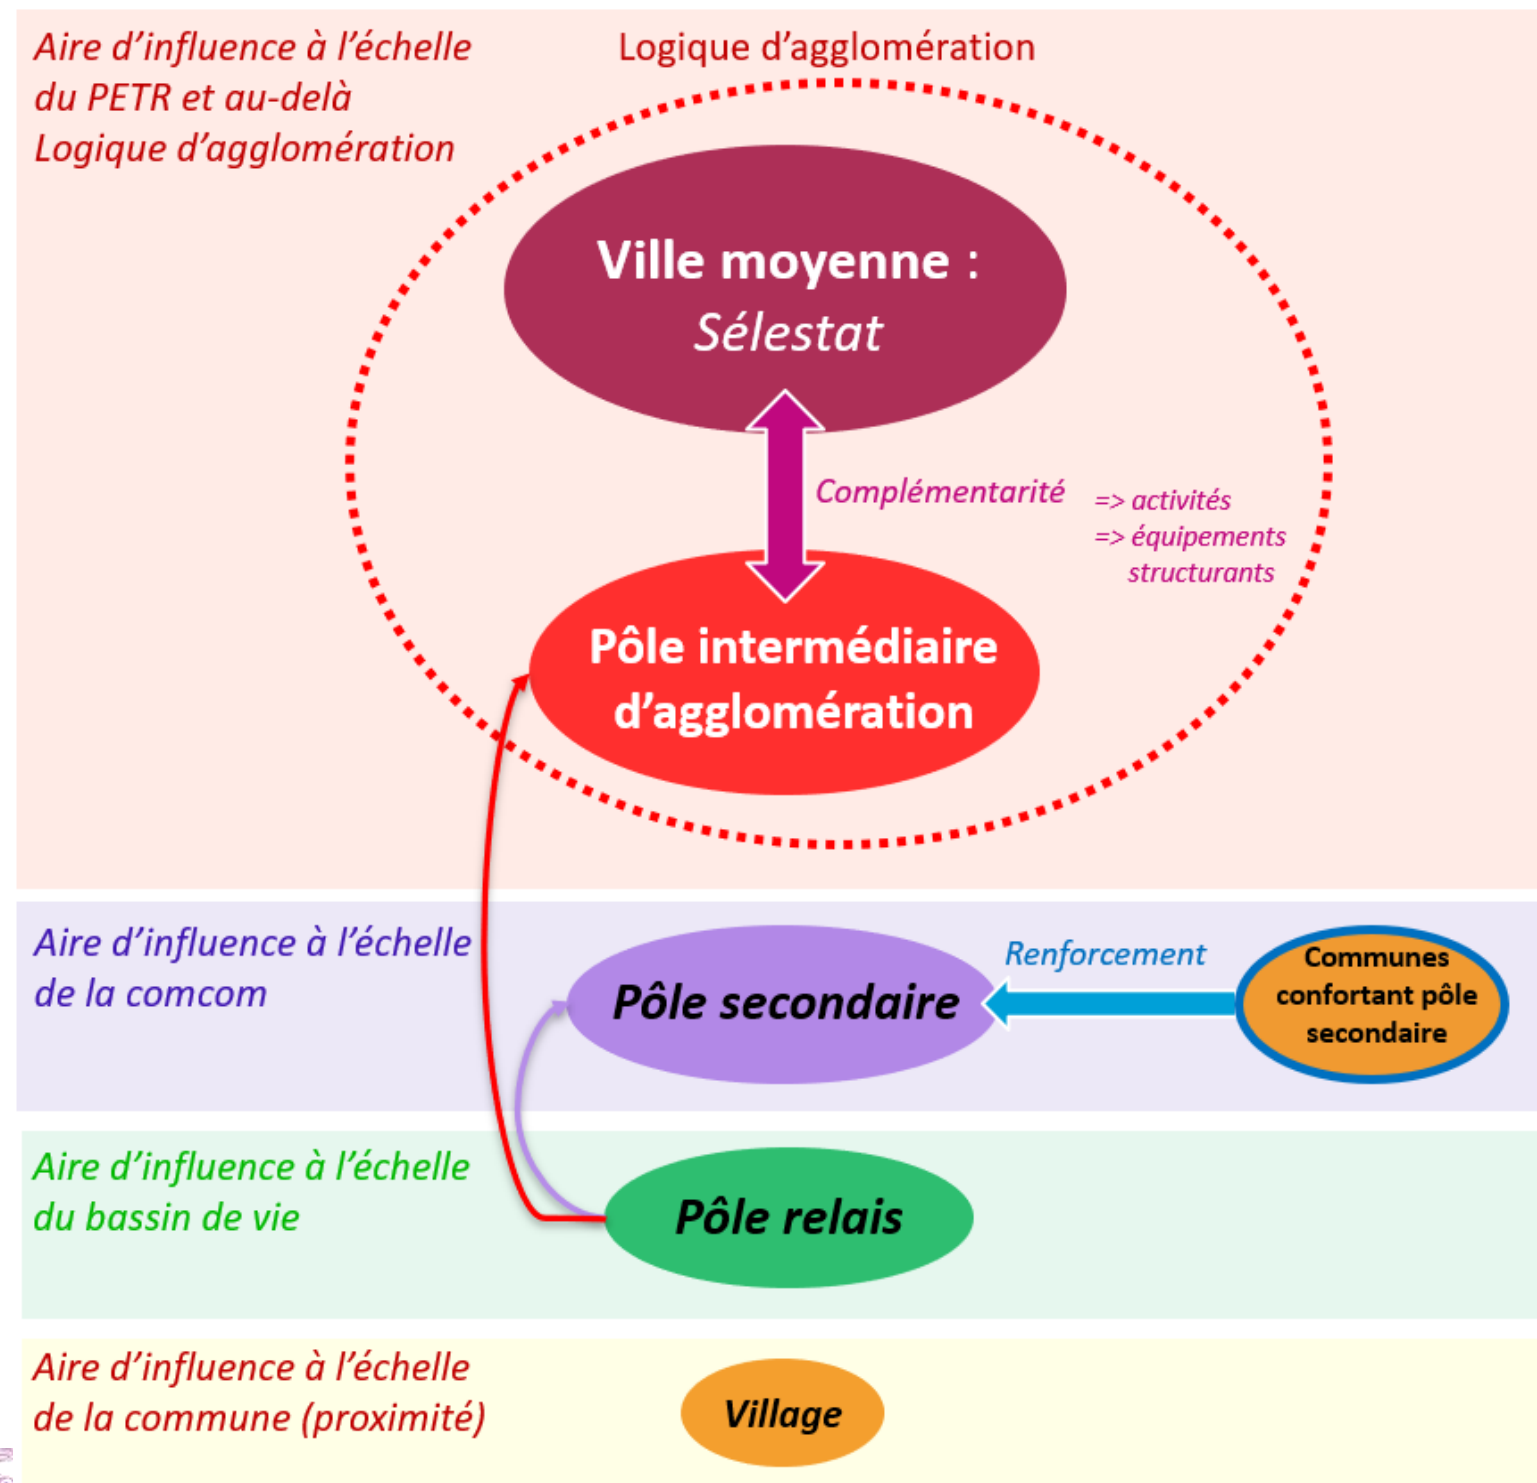 Aire d’influence à l’échelle
du PETR et au-delà
Logique d’agglomération
Logique d’agglomération
Ville moyenne :
Sélestat
Complémentarité
=> activités
=> équipements
structurants
Pôle intermédiaire
d’agglomération
Aire d’influence à l’échelle
de la comcom
Pôle secondaire
Renforcement
Communes
confortant pôle
secondaire
Aire d’influence à l’échelle
du bassin de vie
Pôle relais
Aire d’influence à l’échelle
de la commune (proximité)
Village